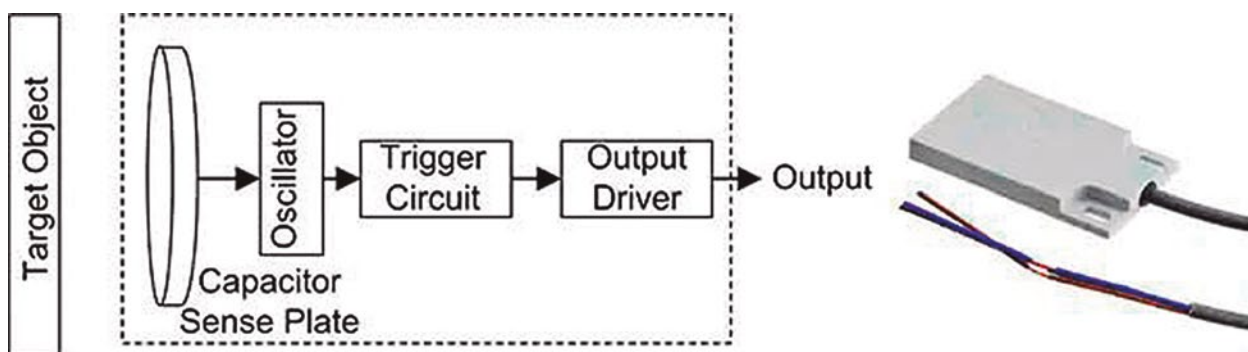 Target Object
Oscillator
Trigger
Circuit
Output
Driver
Output
Capacitor
Sense Plate